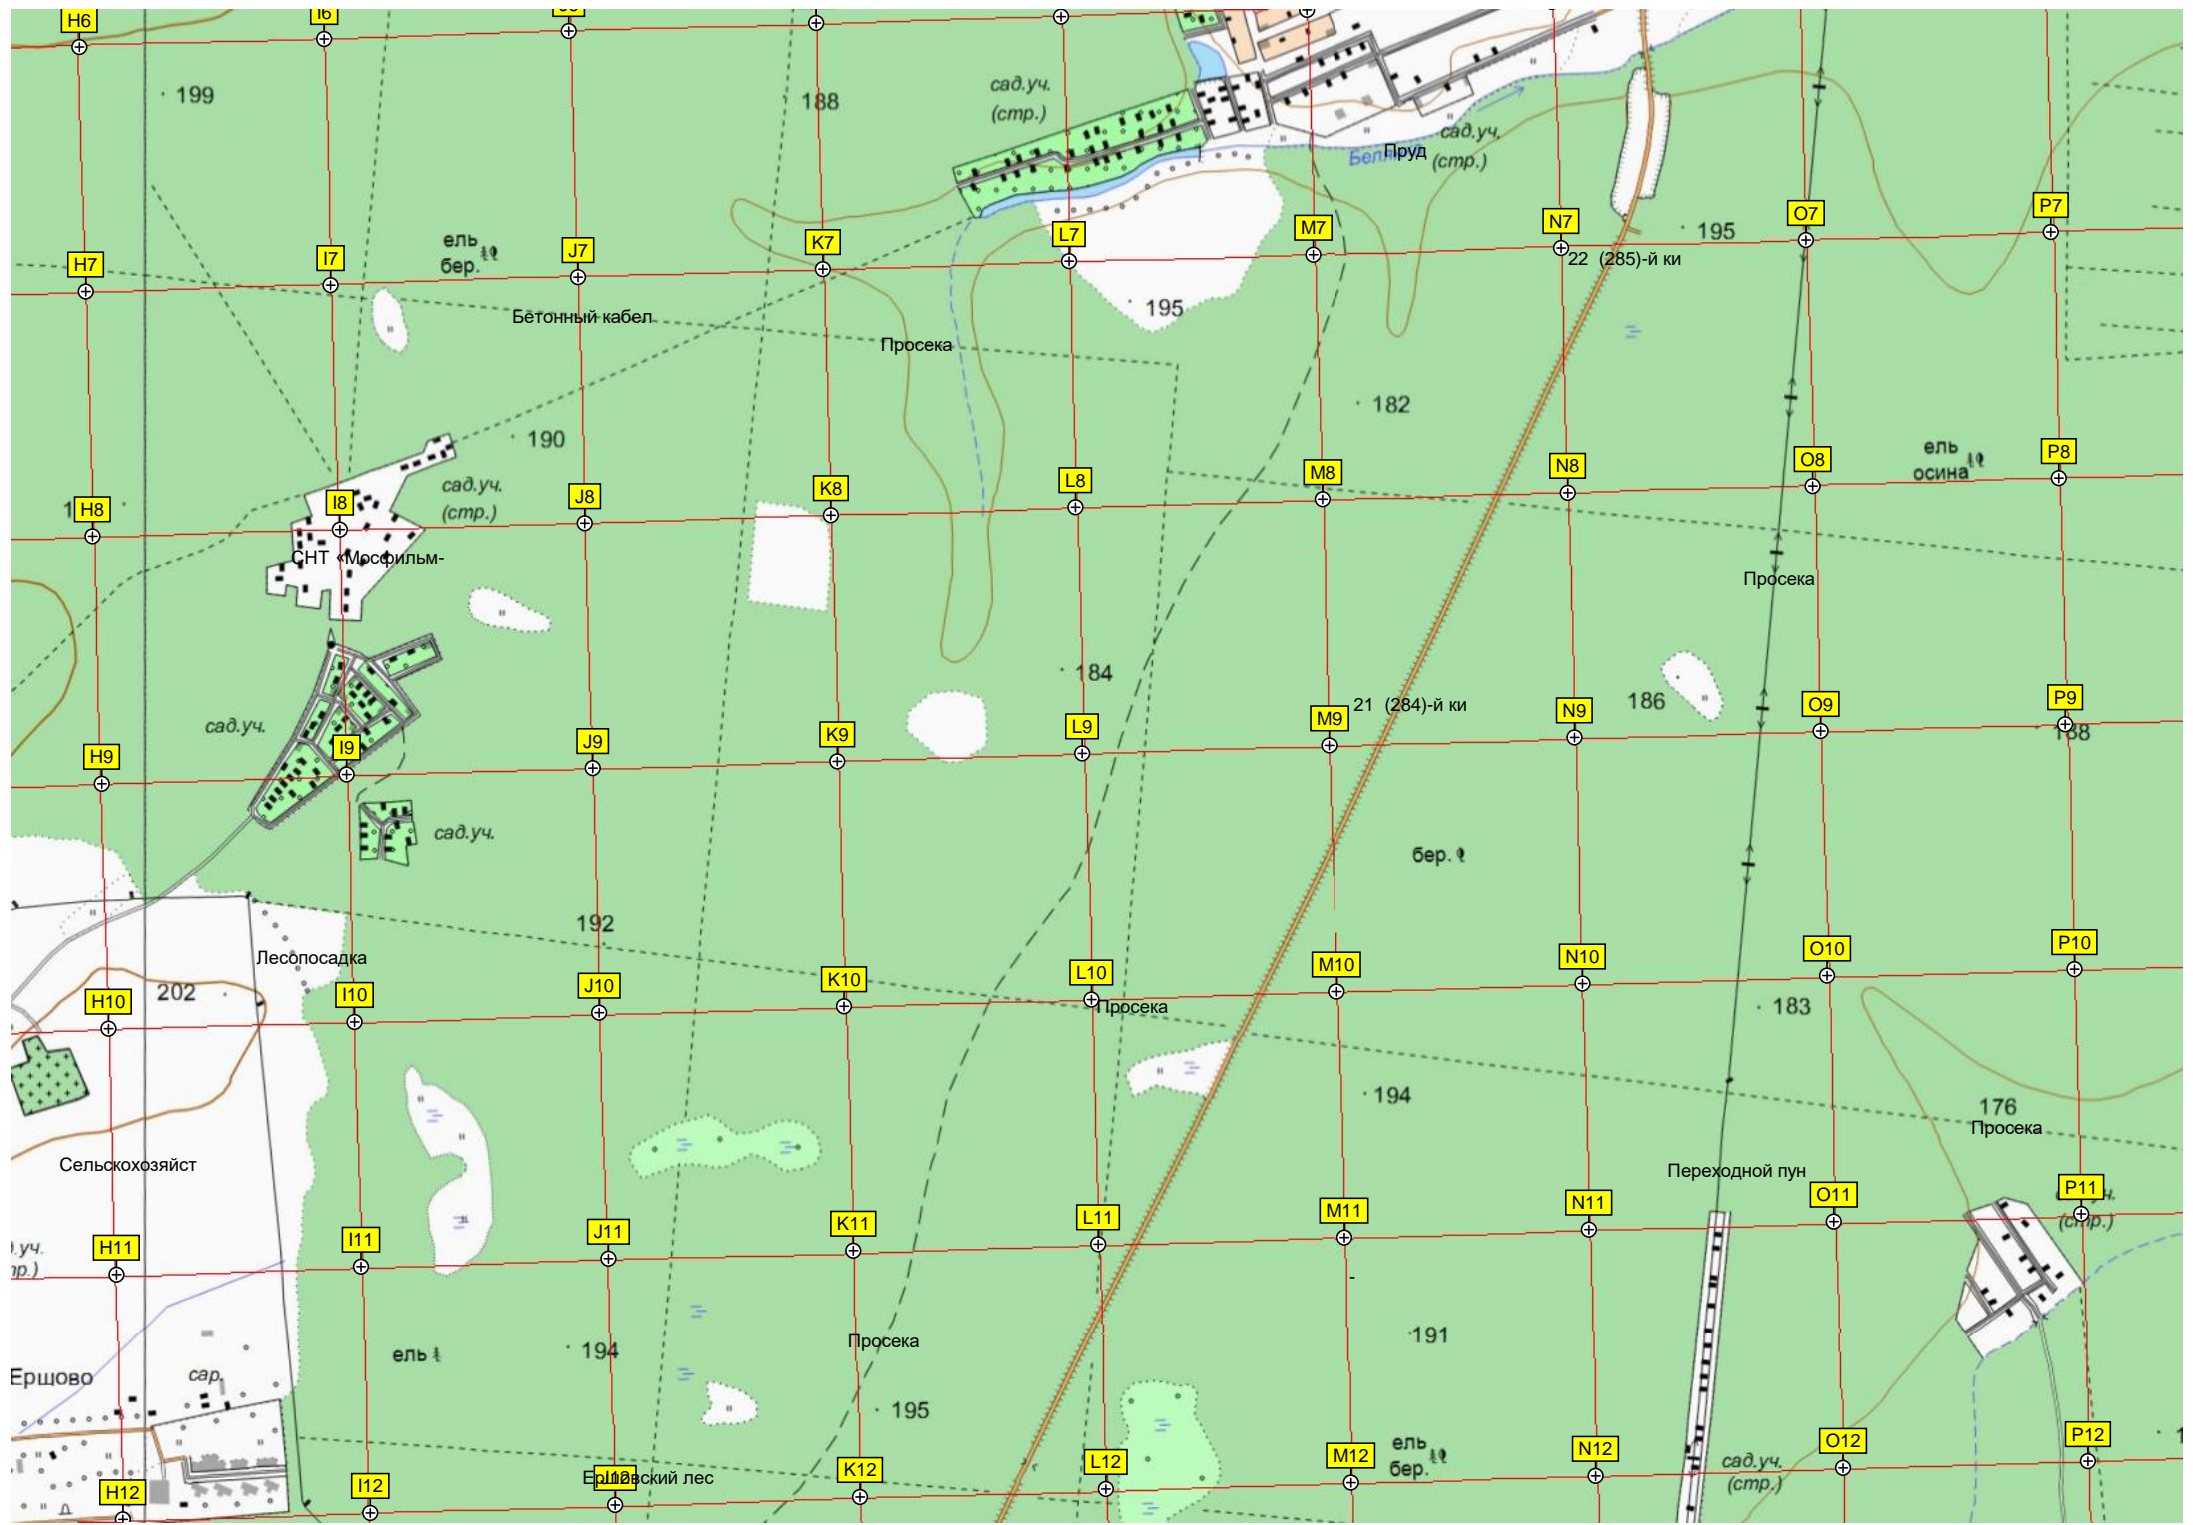 H6
I6
199
188
сад.уч.
(стр.)
сад.уч.
(стр.)
Пруд
H7
I7
J7
K7
L7
M7
N7
O7
P7
ель
бер.
195
22 (285)-й ки
195
Бетонный кабел
Просека
182
190
ель
осина
H8
I8
J8
K8
L8
M8
N8
O8
P8
сад.уч.
(стр.)
СНТ «Мосфильм-
Просека
184
186
21 (284)-й ки
сад.уч.
H9
I9
J9
K9
L9
M9
N9
O9
P9
188
сад.уч.
бер.
192
Лесопосадка
202
H10
I10
J10
K10
L10
M10
N10
O10
P10
Просека
183
194
176
Просека
Сельскохозяйст
Переходной пун
H11
I11
J11
K11
L11
M11
N11
O11
P11
(стр.)
-
Просека
191
194
ель
Ершово
сар.
195
ель
бер.
сад.уч.
(стр.)
Ершовский лес
H12
I12
J12
K12
L12
M12
N12
O12
P12